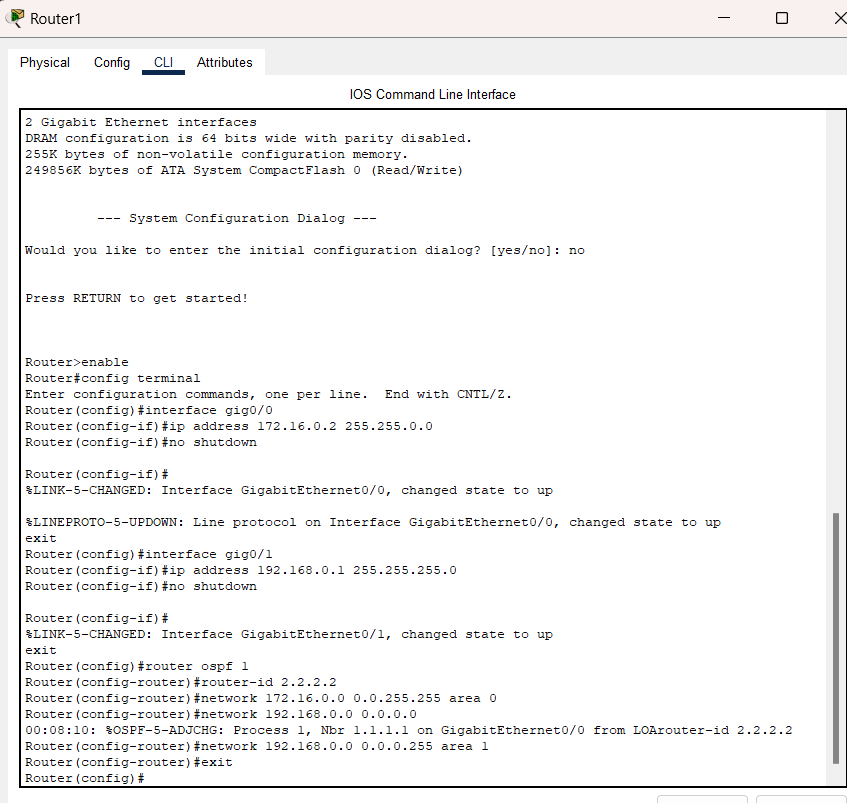 Router1
Physical Config CLI Attributes
IOS Command Line Interface
2 Gigabit Ethernet interfaces
DRAM configuration is 64 bits wide with parity disabled.
255K bytes of non-volatile configuration memory.
249856K bytes of ATA System CompactFlash 0 (Read/Write)
--- System Configuration Dialog ---
Would you like to enter the initial configuration dialog? [yes/no]: no
Press RETURN to get started!
Router>enable
Router#config terminal
Enter configuration commands, one per line.  End with CNTL/Z.
Router(config)#interface gig0/0
Router(config-if)#ip address 172.16.0.2 255.255.0.0
Router(config-if)#no shutdown
Router(config-if)#
%LINK-5-CHANGED: Interface GigabitEthernet0/0, changed state to up
%LINEPROTO-5-UPDOWN: Line protocol on Interface GigabitEthernet0/0, changed state to up
exit
Router(config)#interface gig0/1
Router(config-if)#ip address 192.168.0.1 255.255.255.0
Router(config-if)#no shutdown
Router(config-if)#
%LINK-5-CHANGED: Interface GigabitEthernet0/1, changed state to up
exit
Router(config)#router ospf 1
Router(config-router)#router-id 2.2.2.2
Router(config-router)#network 172.16.0.0 0.0.255.255 area 0
Router(config-router)#network 192.168.0.0 0.0.0.0
00:08:10: %OSPF-5-ADJCHG: Process 1, Nbr 1.1.1.1 on GigabitEthernet0/0 from LOArouter-id 2.2.2.2
Router(config-router)#network 192.168.0.0 0.0.0.255 area 1
Router(config-router)#exit
Router(config)#